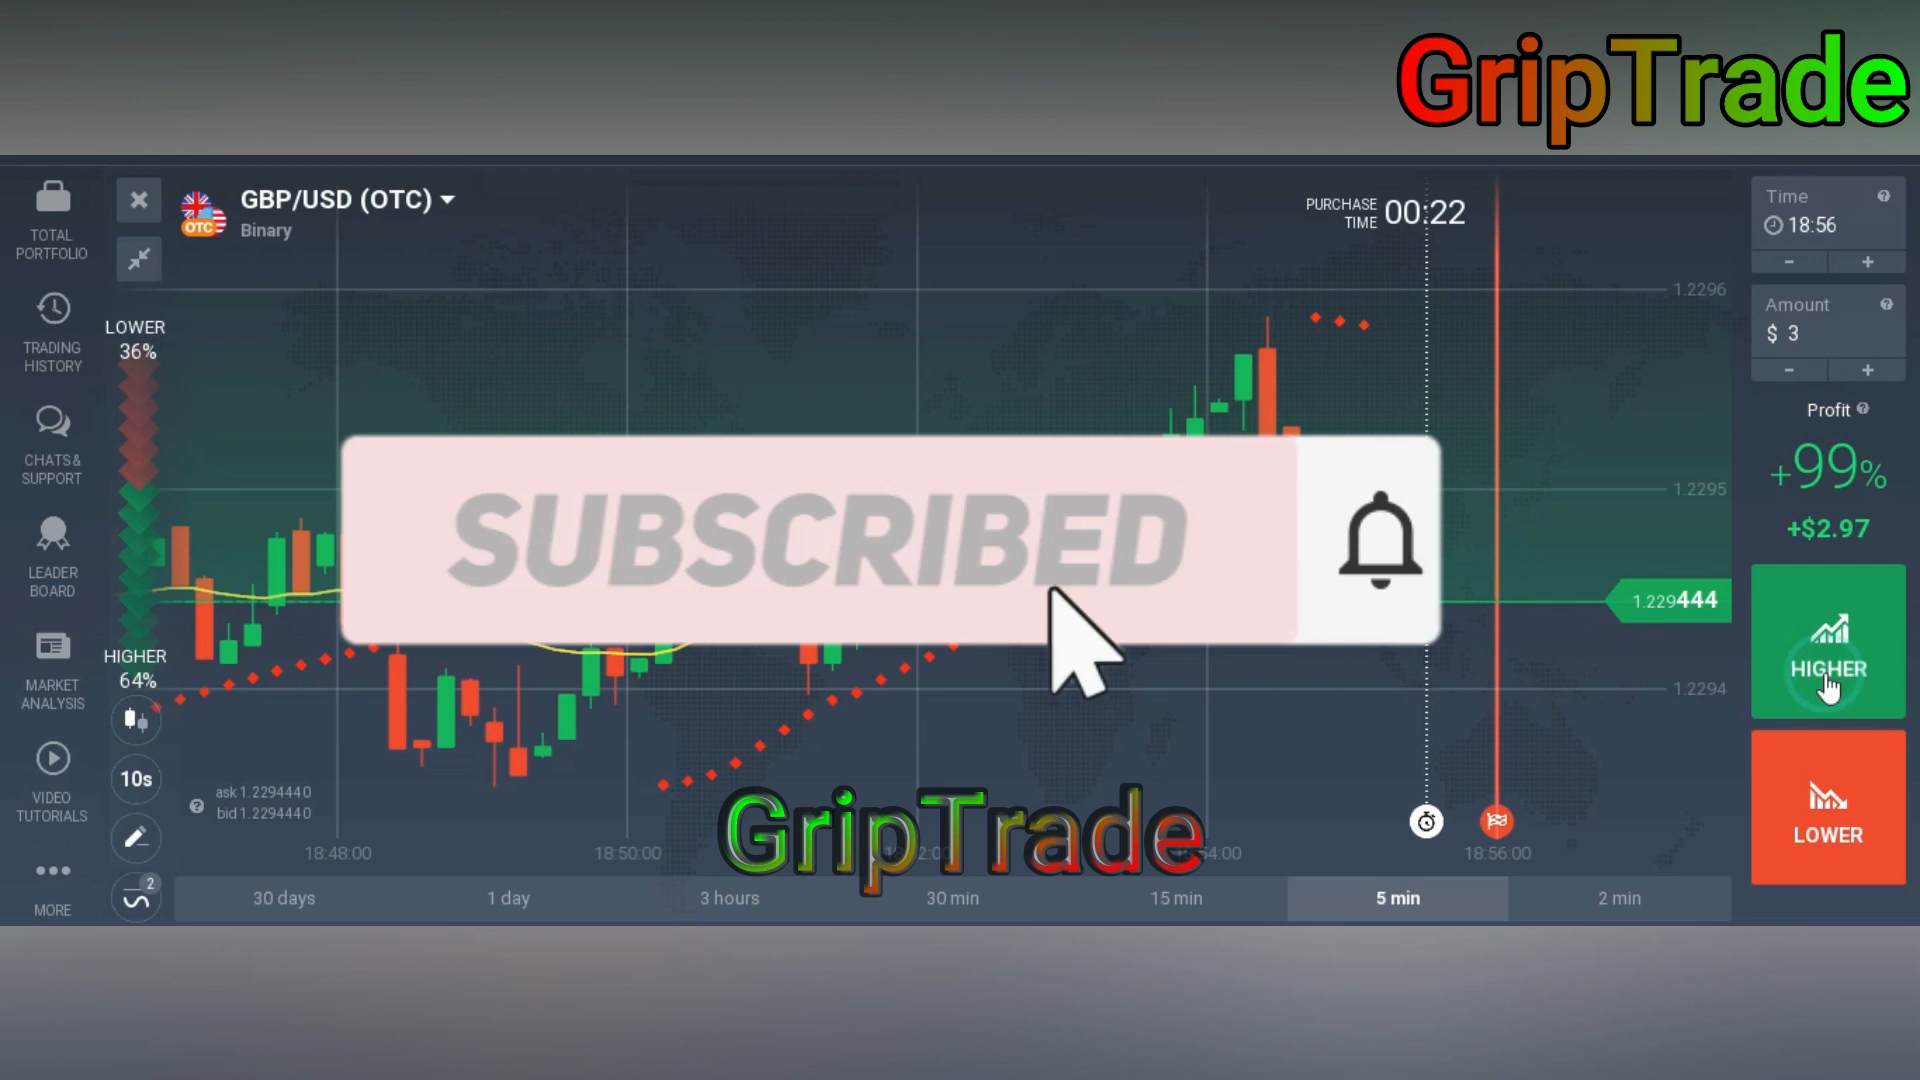 GripTrade
TOTAL
PORTFOLIO
TRADING
HISTORY
CHATS &
SUPPORT
LEADER
BOARD
MARKET
ANALYSIS
VIDEO
TUTORIALS
MORE
GBP/USD (OTC)
OTC
Binary
LOWER
36%
HIGHER
64%
10s
2
ask 1.2294440
bid 1.2294440
PURCHASE
TIME
00:22
1.2296
1.2295
1.229444
1.2294
SUBSCRIBED
GripTrade
18:48:00
18:50:00
18:56:00
30 days
1 day
3 hours
30 min
15 min
5 min
2 min
Time
18:56
- +
Amount
$ 3
- +
Profit
+99%
+$2.97
HIGHER
LOWER